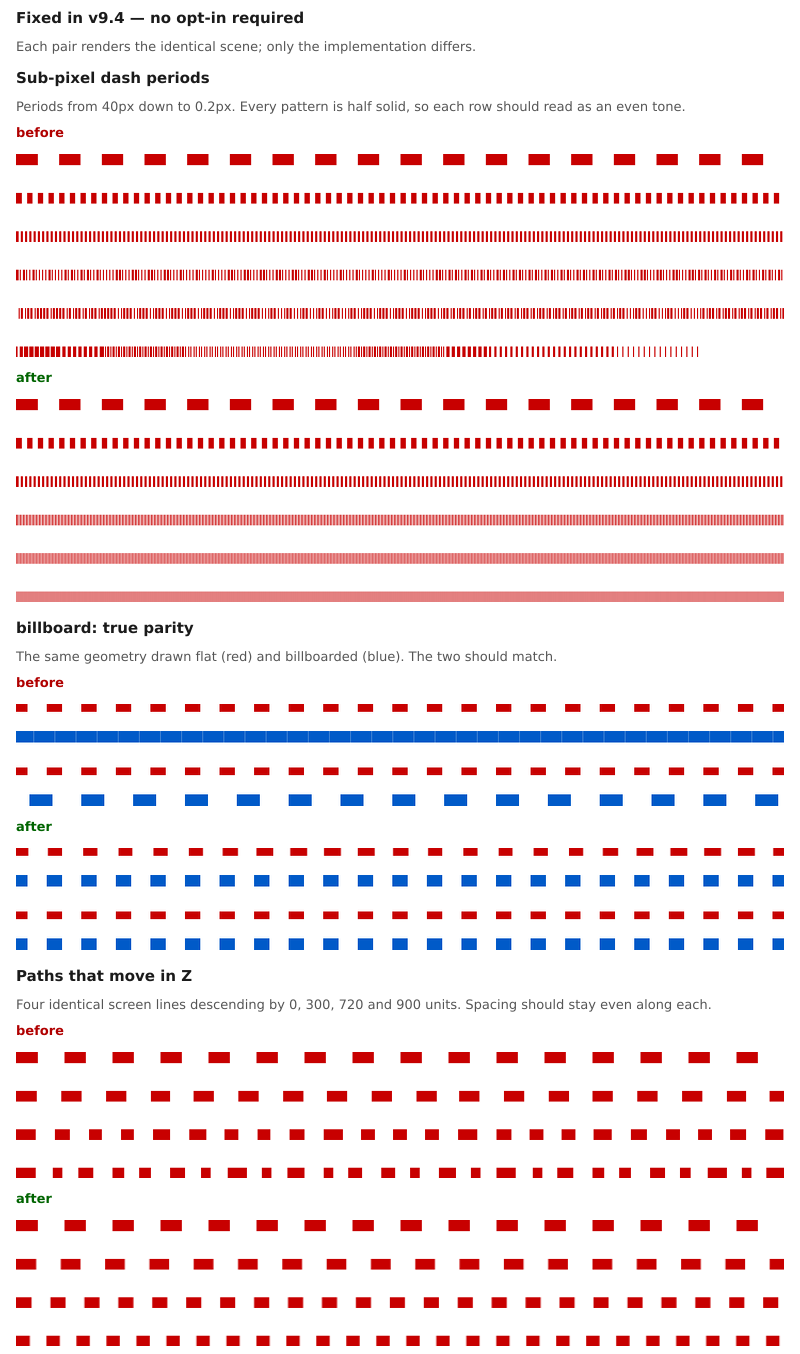 Fixed in v9.4 — no opt-in required
Each pair renders the identical scene; only the implementation differs.
Sub-pixel dash periods
Periods from 40px down to 0.2px. Every pattern is half solid, so each row should read as an even tone.
before
after
billboard: true parity
The same geometry drawn flat (red) and billboarded (blue). The two should match.
before
after
Paths that move in Z
Four identical screen lines descending by 0, 300, 720 and 900 units. Spacing should stay even along each.
before
after